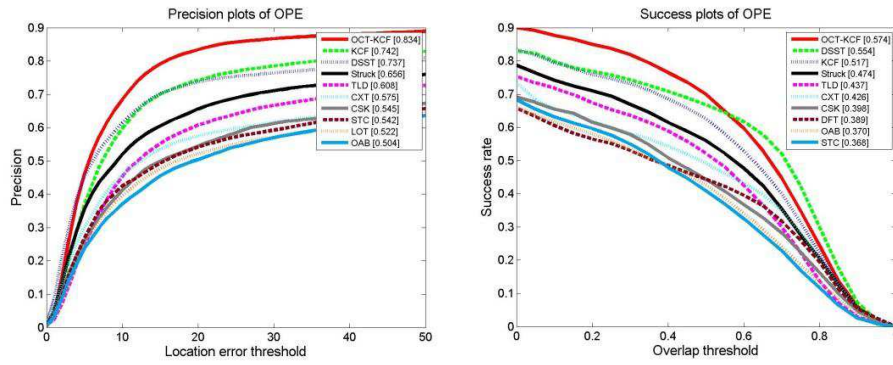 Precision plots of OPE
Precision
0.9
0.8
0.7
0.6
0.5
0.4
0.3
0.2
0.1
0
0 10 20 30 40 50
Location error threshold
OCT-KCF [0.834]
KCF [0.742]
DSST [0.737]
Struck [0.656]
TLD [0.608]
CXT [0.575]
CSK [0.545]
STC [0.542]
LOT [0.522]
OAB [0.504]
Success plots of OPE
Success rate
0.9
0.8
0.7
0.6
0.5
0.4
0.3
0.2
0.1
0
0 0.2 0.4 0.6 0.8
Overlap threshold
OCT-KCF [0.574]
DSST [0.554]
KCF [0.517]
Struck [0.474]
TLD [0.437]
CXT [0.426]
CSK [0.398]
DFT [0.389]
OAB [0.370]
STC [0.368]